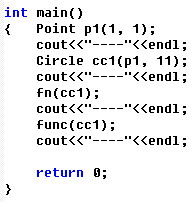 int main()
{   Point p1(1, 1);
    cout<<"----"<<endl;
    Circle cc1(p1, 11);
    cout<<"----"<<endl;
    fn(cc1);
    cout<<"----"<<endl;
    func(cc1);
    cout<<"----"<<endl;
    return 0;
}